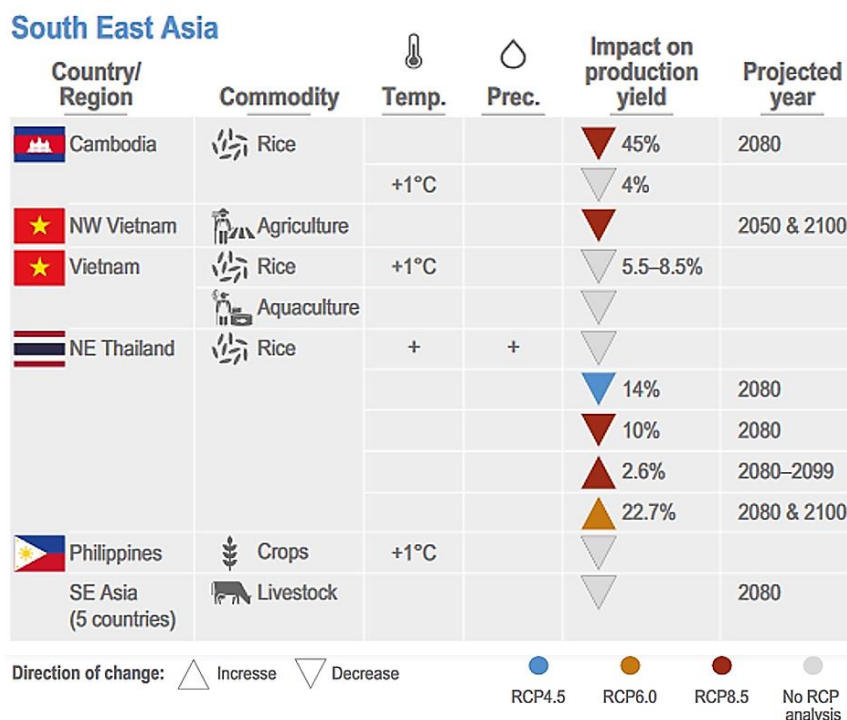 South East Asia
Country/
Region
Commodity
Temp.
Prec.
Impact on
production
yield
Projected
year
Cambodia Rice 45% 2080
+1°C 4%
NW Vietnam Agriculture 2050 & 2100
Vietnam Rice +1°C 5.5–8.5%
Aquaculture
NE Thailand Rice + +
14% 2080
10% 2080
2.6% 2080–2099
22.7% 2080 & 2100
Philippines Crops +1°C
SE Asia Livestock 2080
(5 countries)
Direction of change: Incresse Decrease
RCP4.5 RCP6.0 RCP8.5 No RCP
analysis